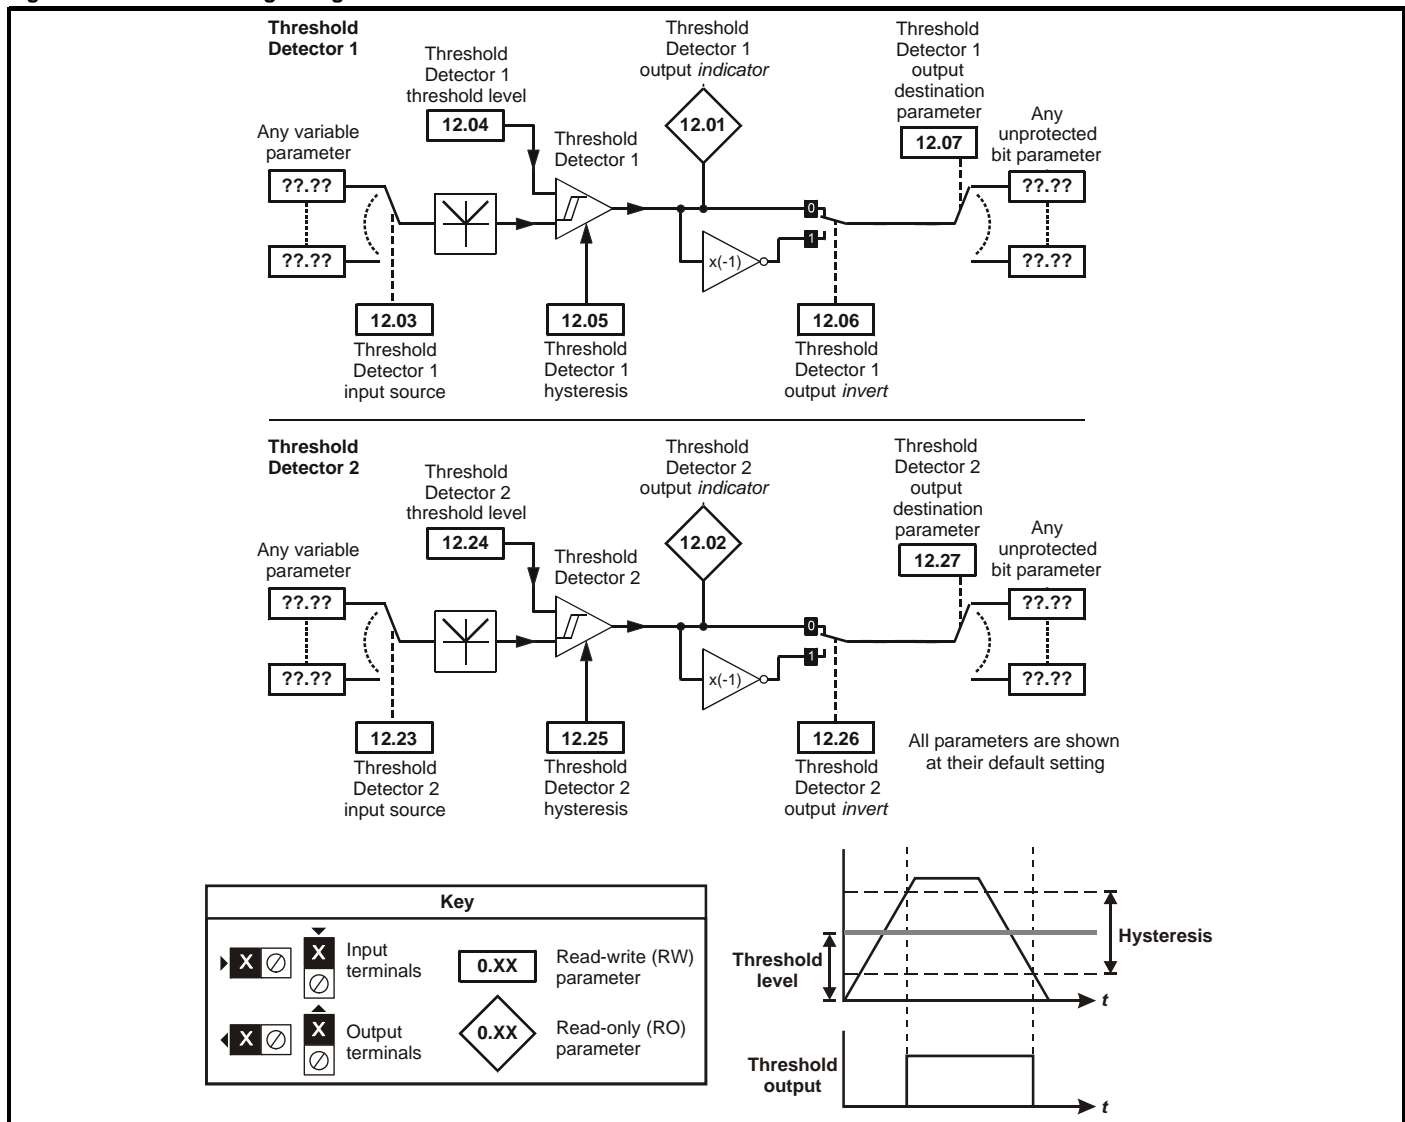 Threshold
Detector 1
Threshold
Detector 1
threshold level
12.04
Threshold
Detector 1
output indicator
12.01
Threshold
Detector 1
output
destination
parameter
12.07
Any variable
parameter
??.??
??.??
Threshold
Detector 1
Any
unprotected
bit parameter
??.??
??.??
0
1
x(-1)
12.03
Threshold
Detector 1
input source
12.05
Threshold
Detector 1
hysteresis
12.06
Threshold
Detector 1
output invert
Threshold
Detector 2
Threshold
Detector 2
threshold level
12.24
Threshold
Detector 2
output indicator
12.02
Threshold
Detector 2
output
destination
parameter
12.27
Any variable
parameter
??.??
??.??
Threshold
Detector 2
Any
unprotected
bit parameter
??.??
??.??
0
1
x(-1)
12.23
Threshold
Detector 2
input source
12.25
Threshold
Detector 2
hysteresis
12.26
Threshold
Detector 2
output invert
All parameters are shown
at their default setting
Key
X
X
Input
terminals
0.XX
Read-write (RW)
parameter
X
X
Output
terminals
0.XX
Read-only (RO)
parameter
Threshold
level
Hysteresis
t
Threshold
output
t